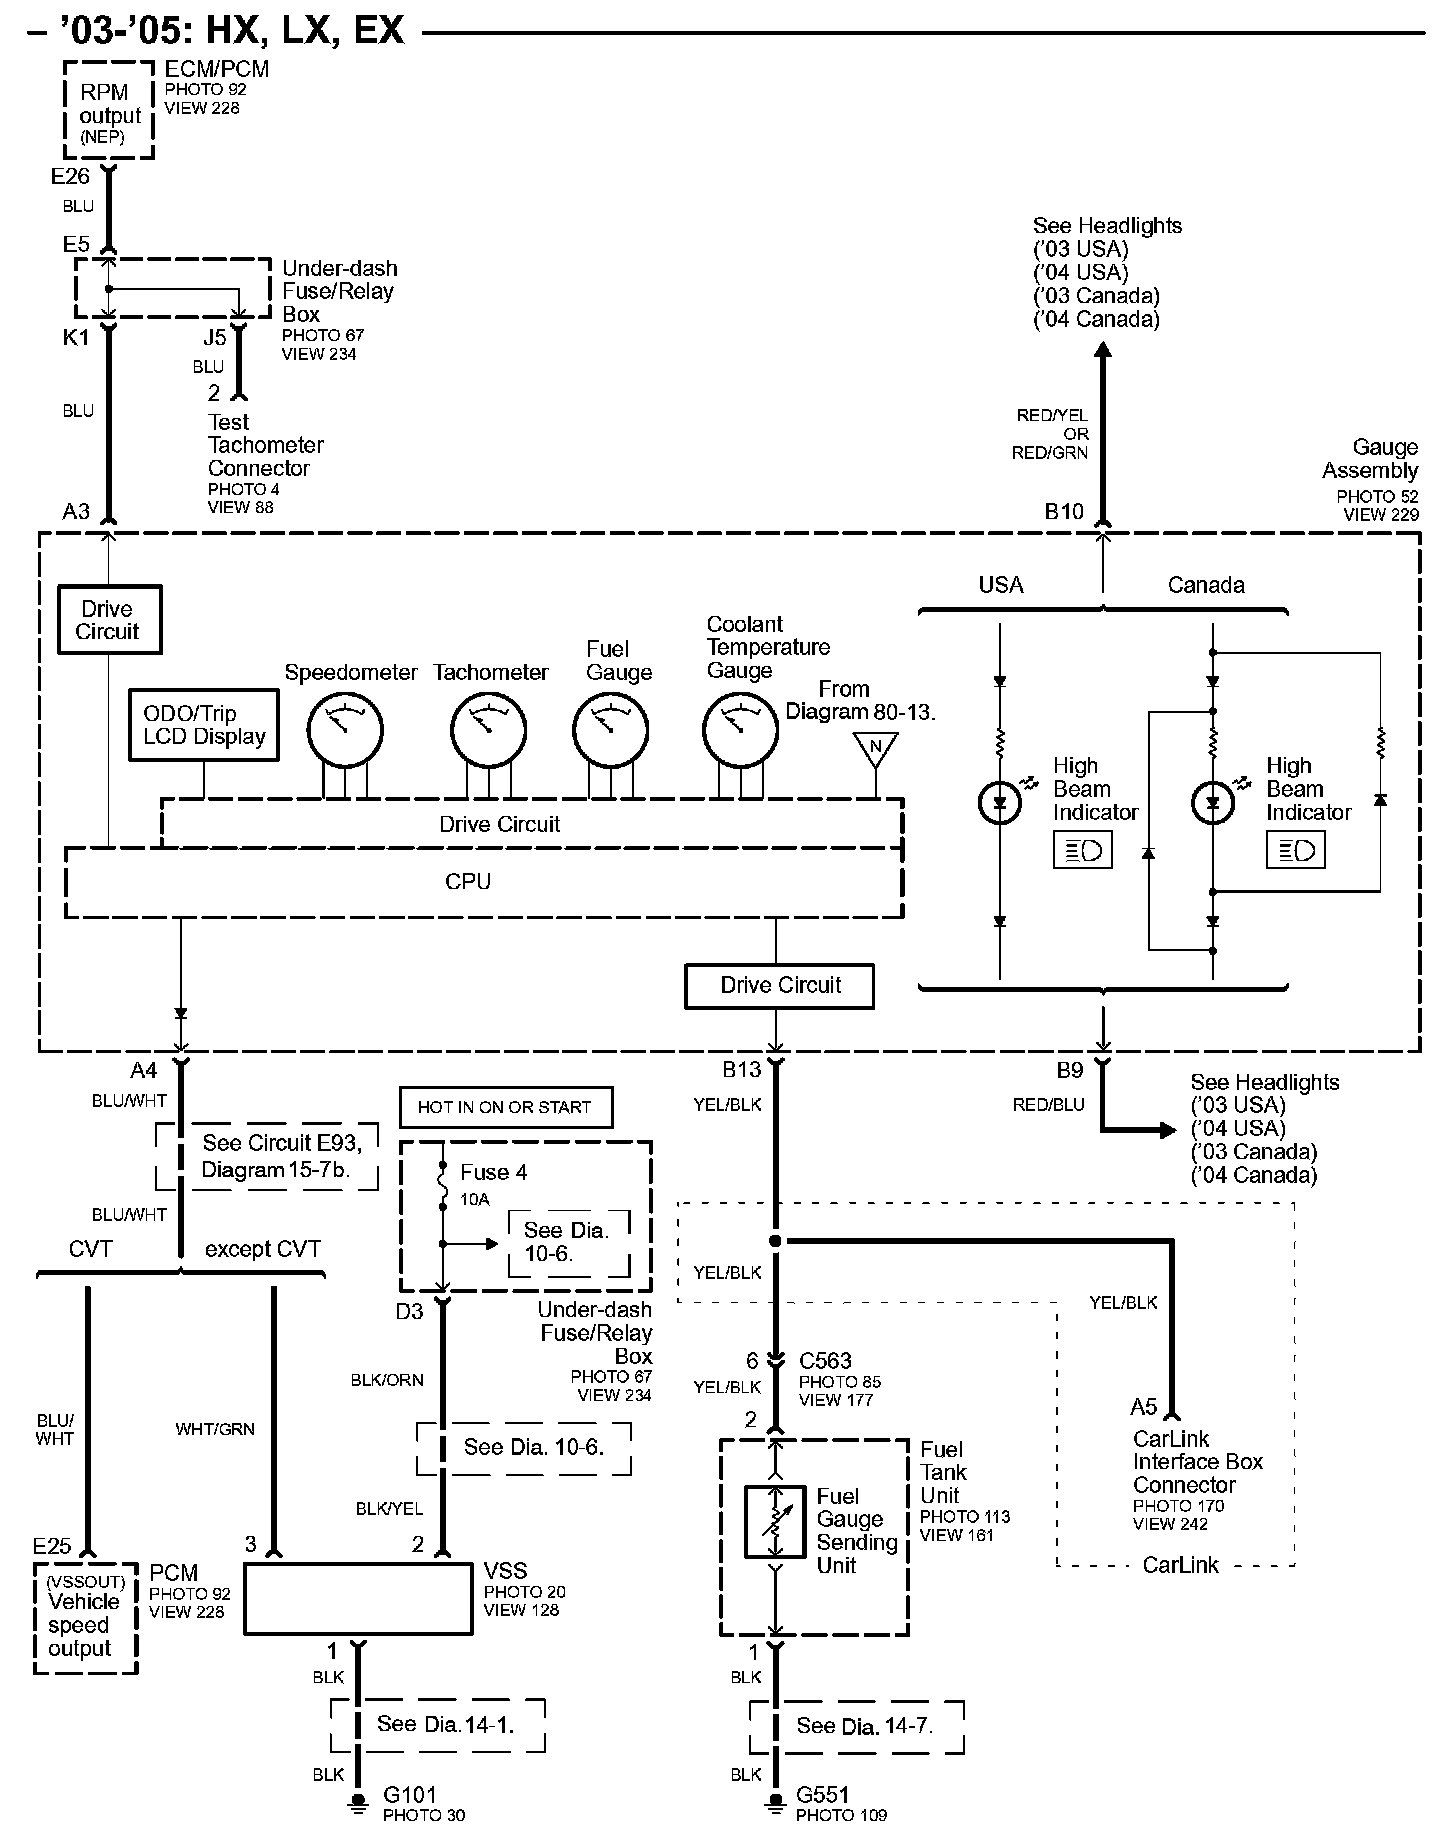 ’03-’05: HX, LX, EX
RPM
output
(NEP)
ECM/PCM
PHOTO 92
VIEW 228
E26
BLU
E5
Under-dash
Fuse/Relay
Box
PHOTO 67
VIEW 234
K1
J5
BLU
2
BLU
Test
Tachometer
Connector
PHOTO 4
VIEW 88
A3
See Headlights
(’03 USA)
(’04 USA)
(’03 Canada)
(’04 Canada)
RED/YEL
OR
RED/GRN
B10
Gauge
Assembly
PHOTO 52
VIEW 229
Drive
Circuit
ODO/Trip
LCD Display
Speedometer
Tachometer
Fuel
Gauge
Coolant
Temperature
Gauge
From
Diagram 80-13.
N
USA
Canada
High
Beam
Indicator
High
Beam
Indicator
Drive Circuit
CPU
Drive Circuit
A4
BLU/WHT
See Circuit E93,
Diagram 15-7b.
BLU/WHT
CVT
except CVT
HOT IN ON OR START
Fuse 4
10A
See Dia.
10-6.
D3
Under-dash
Fuse/Relay
Box
PHOTO 67
VIEW 234
BLK/ORN
See Dia. 10-6.
BLK/YEL
BLU/
WHT
WHT/GRN
E25
3
2
(VSSOUT)
Vehicle
speed
output
PCM
PHOTO 92
VIEW 228
VSS
PHOTO 20
VIEW 128
1
BLK
See Dia. 14-1.
BLK
G101
PHOTO 30
B13
YEL/BLK
B9
RED/BLU
See Headlights
(’03 USA)
(’04 USA)
(’03 Canada)
(’04 Canada)
YEL/BLK
YEL/BLK
6
C563
PHOTO 85
VIEW 177
YEL/BLK
2
A5
CarLink
Interface Box
Connector
PHOTO 170
VIEW 242
CarLink
Fuel
Tank
Unit
PHOTO 113
VIEW 161
Fuel
Gauge
Sending
Unit
1
BLK
See Dia. 14-7.
BLK
G551
PHOTO 109